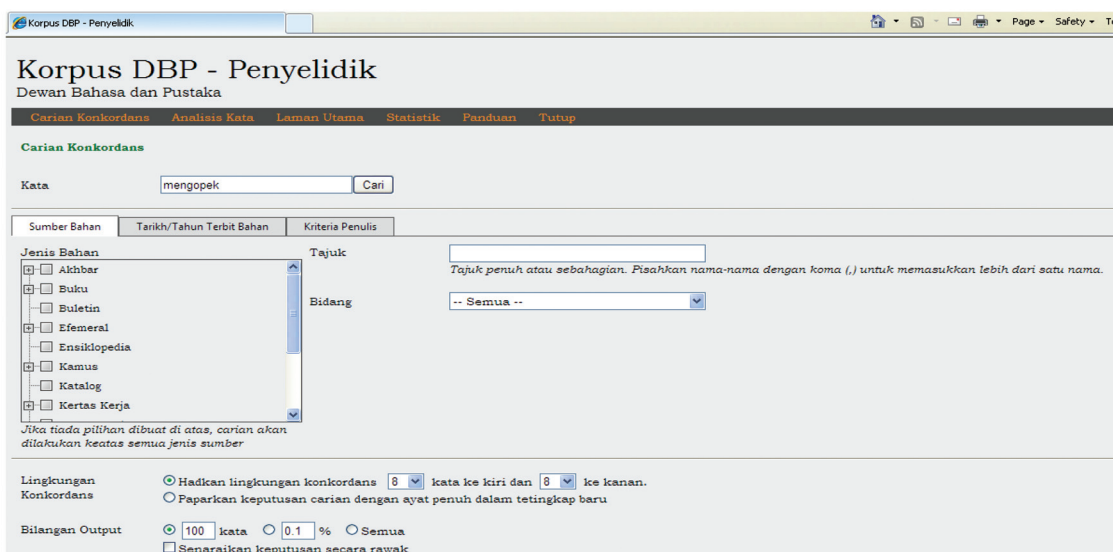 Korpus DBP - Penyelidik
Page Safety
Korpus DBP - Penyelidik
Dewan Bahasa dan Pustaka
Carian Konkordans Analisis Kata Laman Utama Statistik Panduan Tutup
Carian Konkordans
Kata mengopek Cari
Sumber Bahan Tarikh/Tahun Terbit Bahan Kriteria Penulis
Jenis Bahan Tajuk
Akhbar Tajuk penuh atau sebahagian. Pisahkan nama-nama dengan koma (,) untuk memasukkan lebih dari satu nama.
Buku Bidang -- Semua --
Buletin
Efemeral
Ensiklopedia
Kamus
Katalog
Kertas Kerja
Jika tiada pilihan dibuat di atas, carian akan
dilakukan keatas semua jenis sumber
Lingkungan Hadkan lingkungan konkordans 8 kata ke kiri dan 8 ke kanan.
Konkordans Paparkan keputusan carian dengan ayat penuh dalam tetingkap baru
Bilangan Output 100 kata 0.1 % Semua
Senaraikan keputusan secara rawak